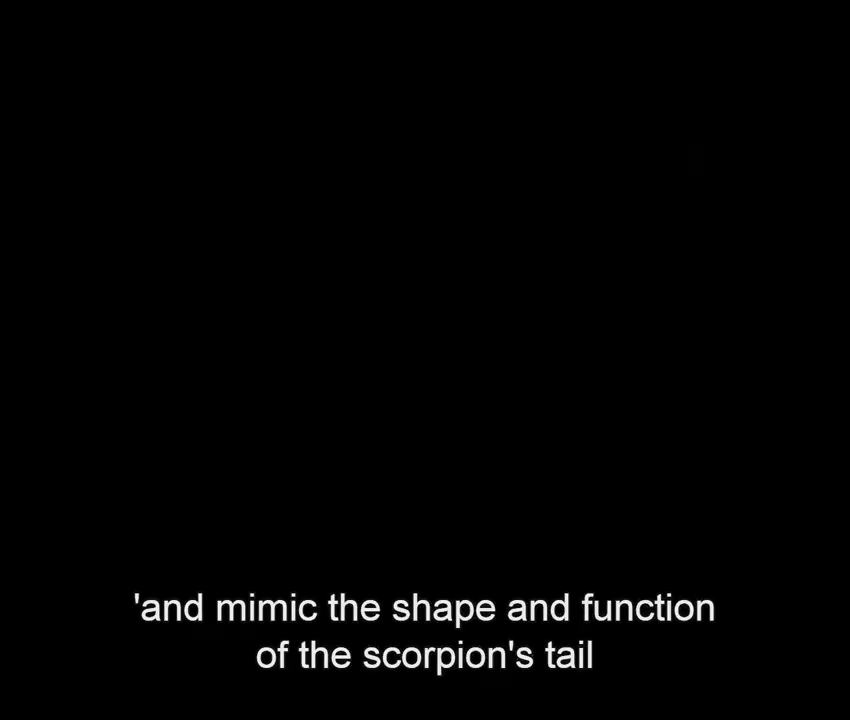 'and mimic the shape and function
of the scorpion's tail